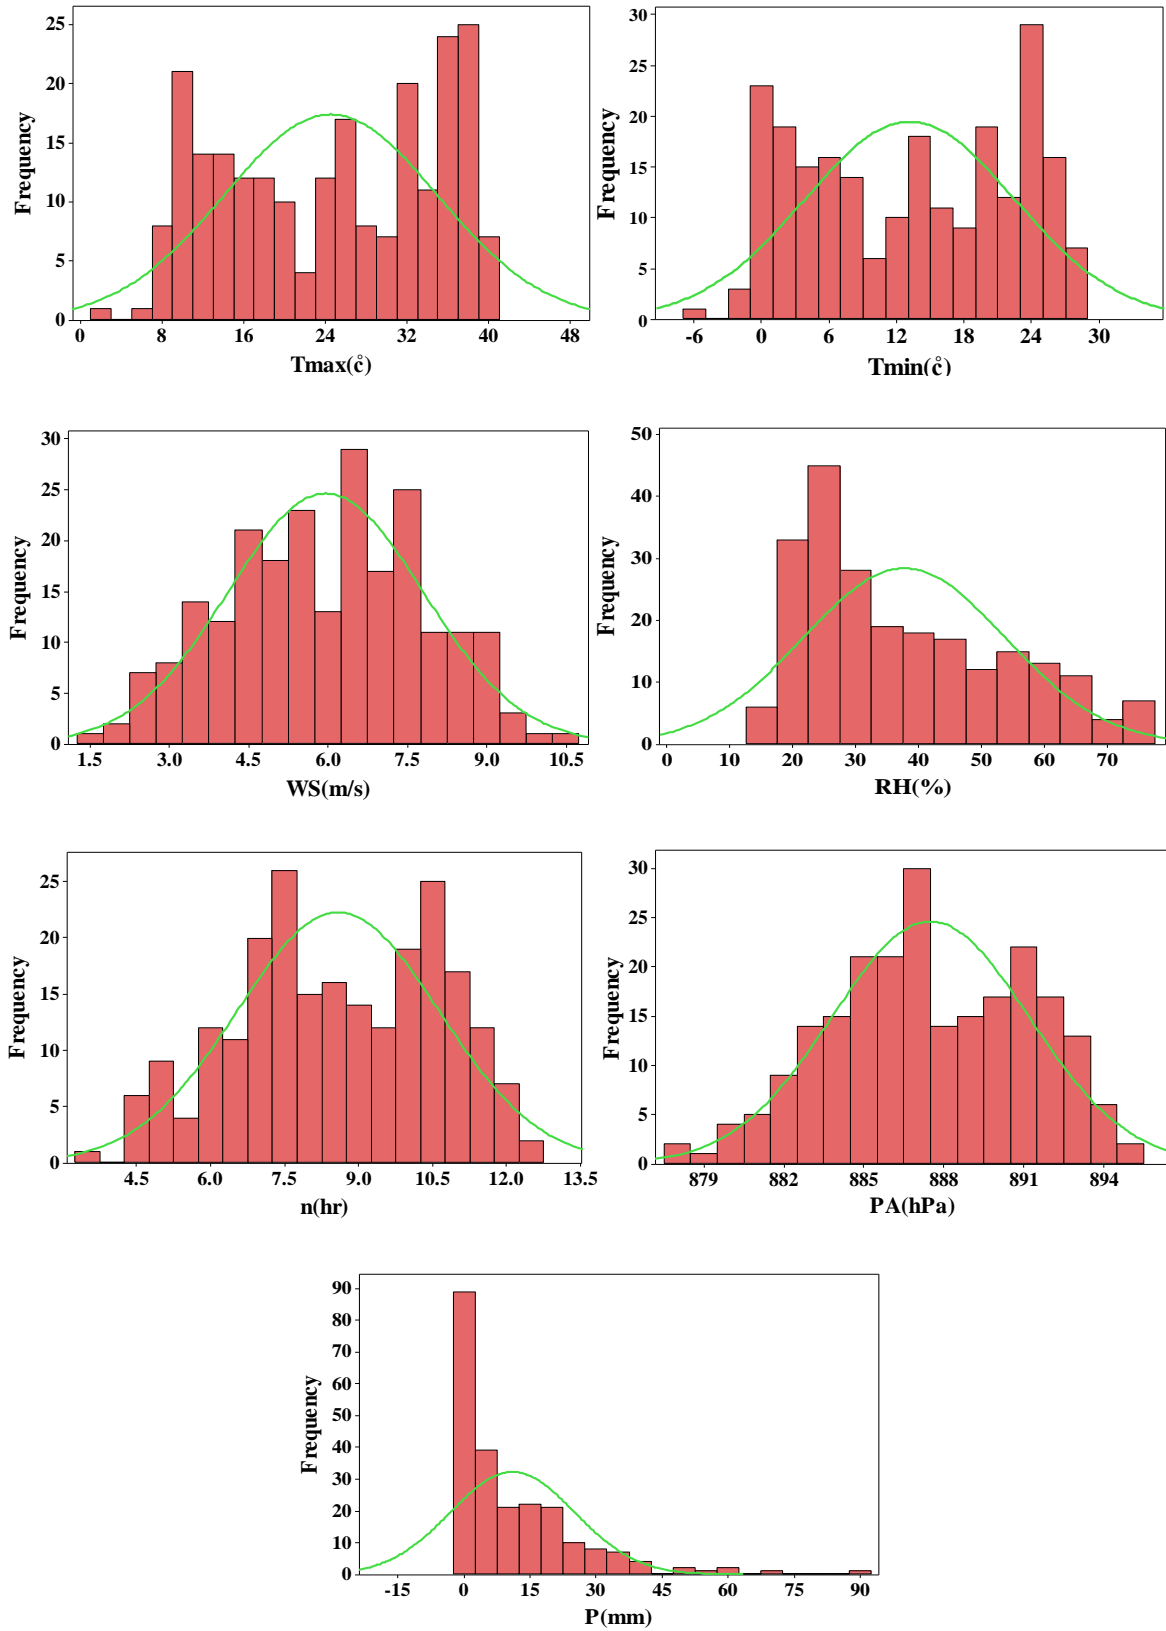 25
20
15
10
5
0
Frequency
0 8 16 24 32 40 48
Tmax(c̊)
30
25
20
15
10
5
0
Frequency
-6 0 6 12 18 24 30
Tmin(c̊)
30
25
20
15
10
5
0
Frequency
1.5 3.0 4.5 6.0 7.5 9.0 10.5
WS(m/s)
50
40
30
20
10
0
Frequency
0 10 20 30 40 50 60 70
RH(%)
25
20
15
10
5
0
Frequency
4.5 6.0 7.5 9.0 10.5 12.0 13.5
n(hr)
30
25
20
15
10
5
0
Frequency
879 882 885 888 891 894
PA(hPa)
90
80
70
60
50
40
30
20
10
0
Frequency
-15 0 15 30 45 60 75 90
P(mm)